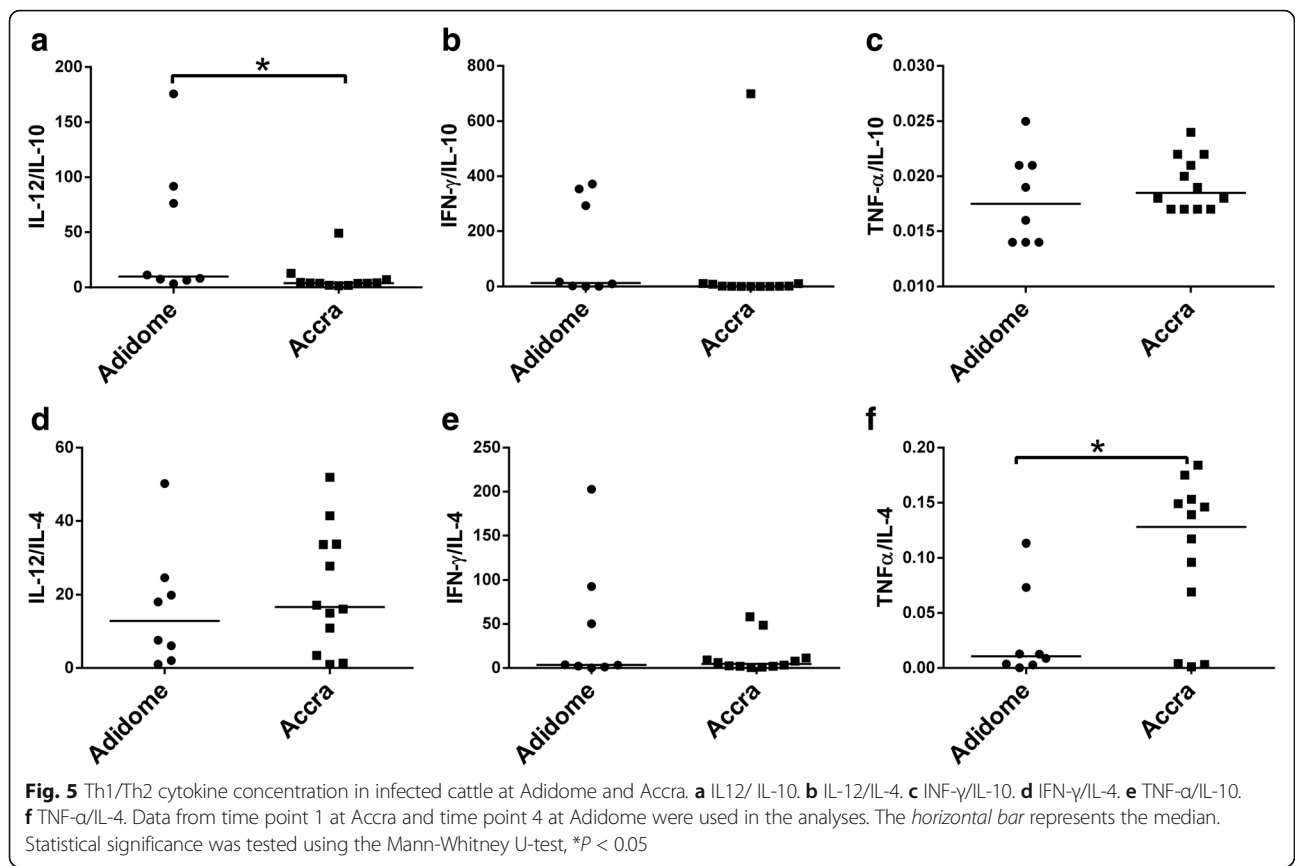 a
b
c
IL-12/IL-10
200
150
100
50
0
*
Adidome
Accra
IFN-γ/IL-10
800
600
400
200
0
Adidome
Accra
TNF-α/IL-10
0.030
0.025
0.020
0.015
0.010
Adidome
Accra
d
e
f
IL-12/IL-4
60
40
20
0
Adidome
Accra
IFN-γ/IL-4
250
200
150
100
50
0
Adidome
Accra
TNFα/IL-4
0.20
0.15
0.10
0.05
0.00
*
Adidome
Accra
Fig. 5 Th1/Th2 cytokine concentration in infected cattle at Adidome and Accra. a IL12/ IL-10. b IL-12/IL-4. c INF-γ/IL-10. d IFN-γ/IL-4. e TNF-α/IL-10.
f TNF-α/IL-4. Data from time point 1 at Accra and time point 4 at Adidome were used in the analyses. The horizontal bar represents the median.
Statistical significance was tested using the Mann-Whitney U-test, *P < 0.05